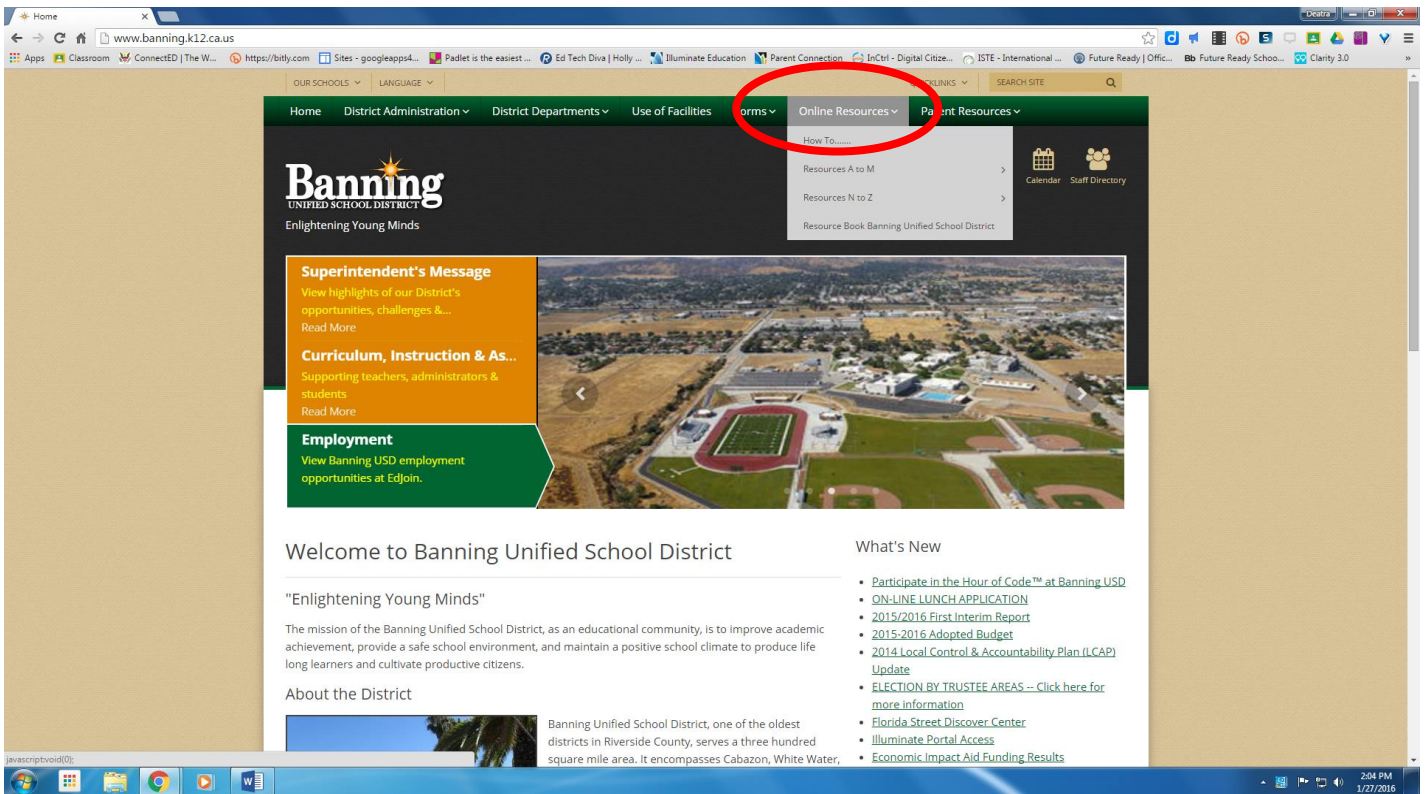 Home
Deatra
www.banning.k12.ca.us
Apps Classroom ConnectED | The W... https://bitly.com Sites - googleapps4... Padlet is the easiest ... Ed Tech Diva | Holly ... Illuminate Education Parent Connection InCtrl - Digital Citize... ISTE - International ... Future Ready | Offic... Bb Future Ready Schoo... Clarity 3.0 »
OUR SCHOOLS LANGUAGE SEARCH SITE
Home District Administration District Departments Use of Facilities Online Resources Parent Resources
How To.......
Resources A to M
Resources N to Z
Resource Book Banning Unified School District
Calendar Staff Directory
Banning
UNIFIED SCHOOL DISTRICT
Enlightening Young Minds
Superintendent's Message
View highlights of our District's
opportunities, challenges &...
Read More
Curriculum, Instruction & As...
Supporting teachers, administrators &
students
Read More
Employment
View Banning USD employment
opportunities at EdJoin.
Welcome to Banning Unified School District
"Enlightening Young Minds"
The mission of the Banning Unified School District, as an educational community, is to improve academic
achievement, provide a safe school environment, and maintain a positive school climate to produce life
long learners and cultivate productive citizens.
About the District
Banning Unified School District, one of the oldest
districts in Riverside County, serves a three hundred
square mile area. It encompasses Cabazon, White Water,
What's New
Participate in the Hour of Code™ at Banning USD
ON-LINE LUNCH APPLICATION
2015/2016 First Interim Report
2015-2016 Adopted Budget
2014 Local Control & Accountability Plan (LCAP)
Update
ELECTION BY TRUSTEE AREAS -- Click here for
more information
Florida Street Discover Center
Illuminate Portal Access
Economic Impact Aid Funding Results
javascript:void(0);
2:04 PM
1/27/2016